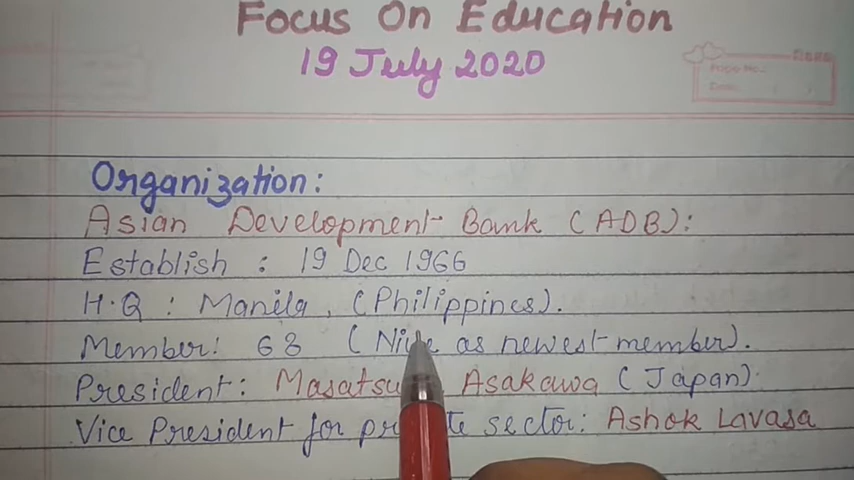 Focus On Education
19 July 2020
Organization:
Asian Development Bank (ADB):
Establish : 19 Dec 1966
H.Q : Manila, (Philippines).
Member: 68 ( as newest member).
President: Asakawa (Japan)
Vice President for sector: Ashok Lavasa